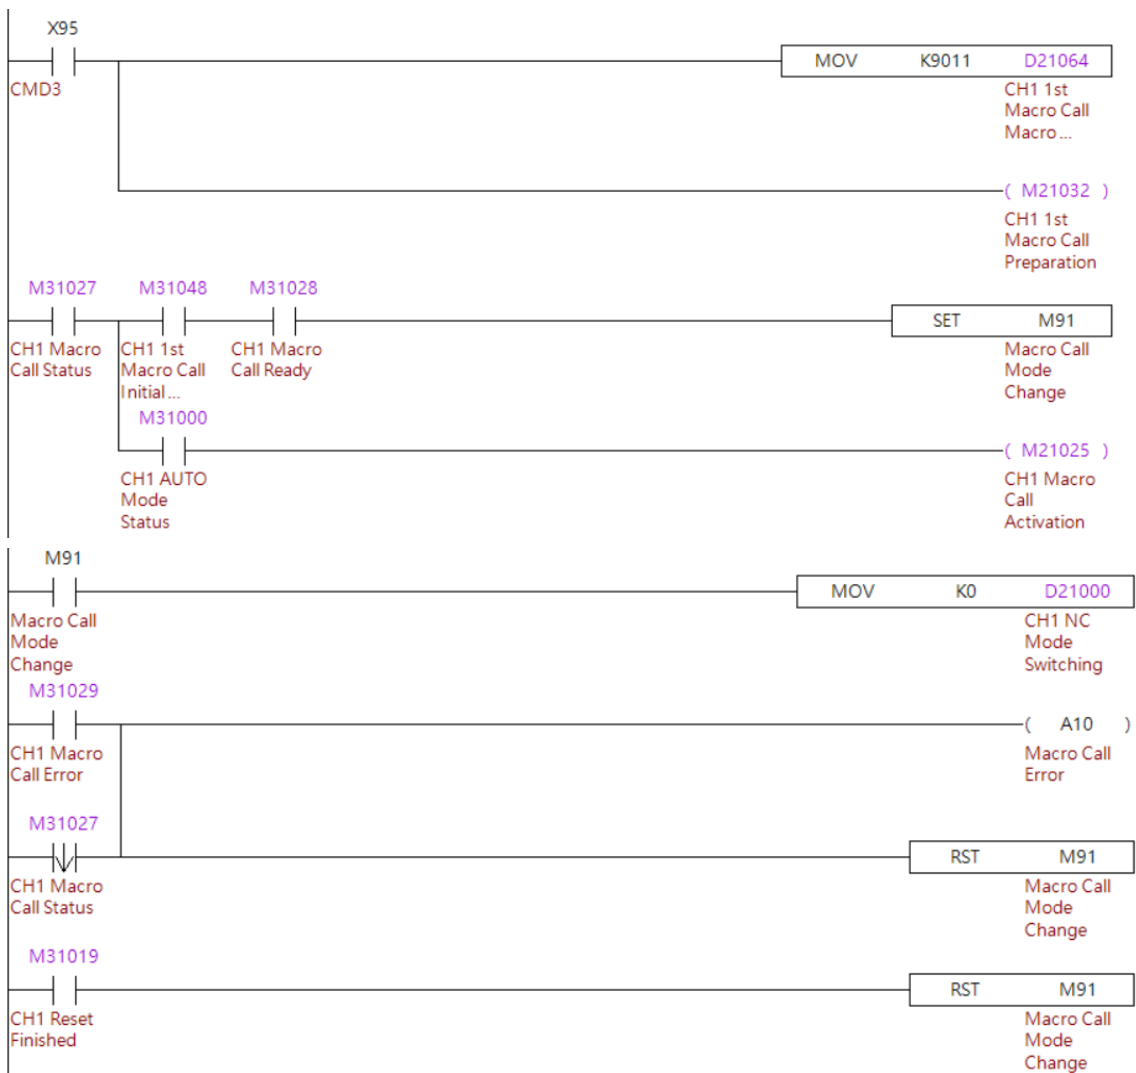 X95
MOV K9011 D21064
CMD3
CH1 1st
Macro Call
Macro ...
( M21032 )
CH1 1st
Macro Call
Preparation
M31027 M31048 M31028
SET M91
CH1 Macro
Call Status
CH1 1st
Macro Call
Initial ...
CH1 Macro
Call Ready
Macro Call
Mode
Change
M31000
( M21025 )
CH1 AUTO
Mode
Status
CH1 Macro
Call
Activation
M91
MOV K0 D21000
Macro Call
Mode
Change
CH1 NC
Mode
Switching
M31029
( A10 )
CH1 Macro
Call Error
Macro Call
Error
M31027
RST M91
CH1 Macro
Call Status
Macro Call
Mode
Change
M31019
RST M91
CH1 Reset
Finished
Macro Call
Mode
Change